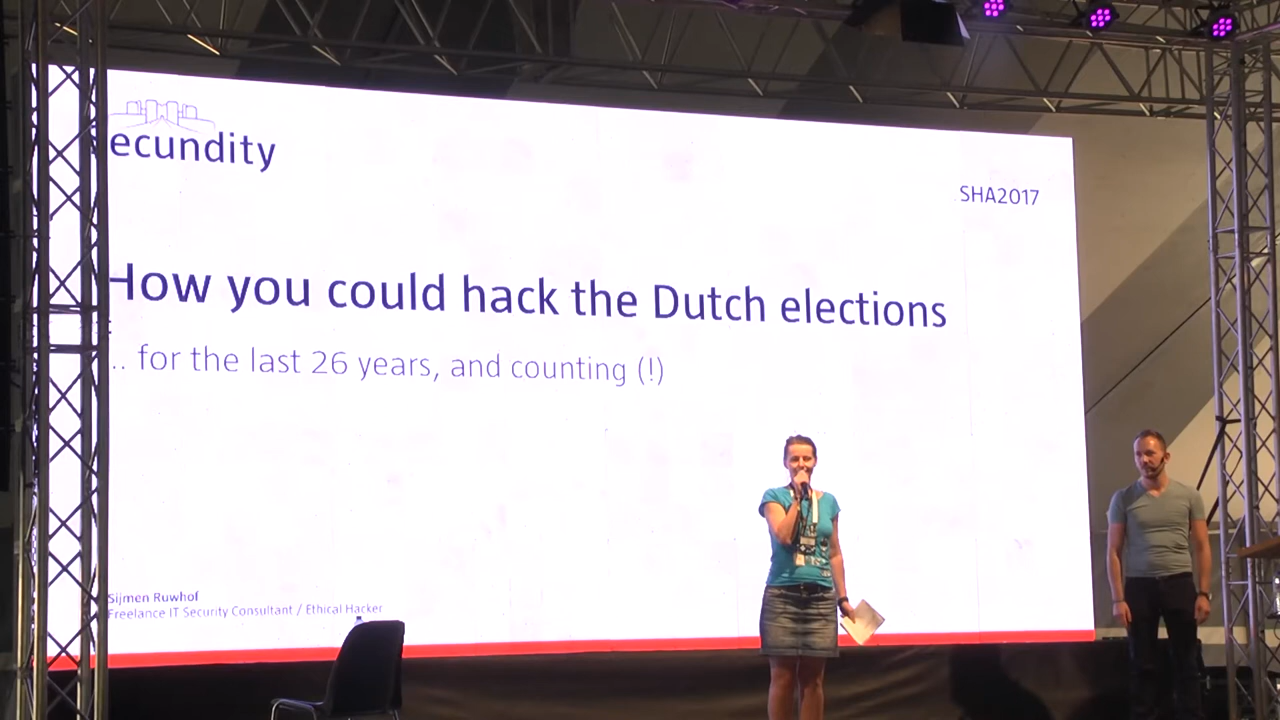 ecundity
SHA2017
How you could hack the Dutch elections
.. for the last 26 years, and counting (!)
Sijmen Ruwhof
Freelance IT Security Consultant / Ethical Hacker